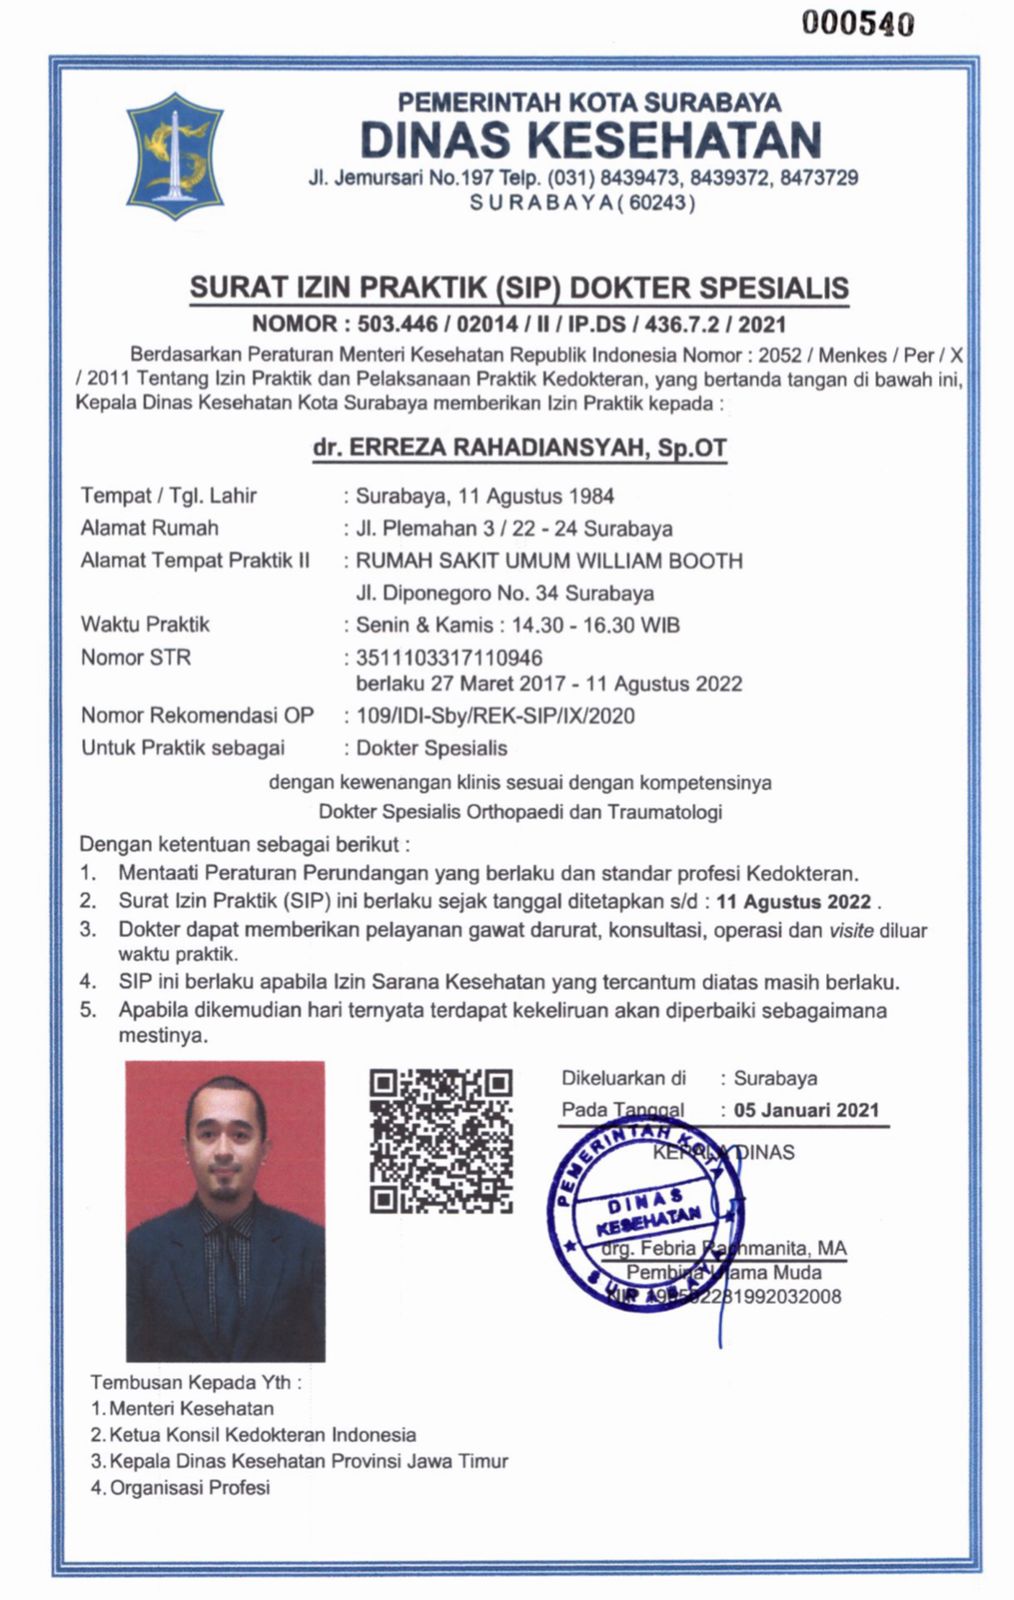 000540
PEMERINTAH KOTA SURABAYA
DINAS KESEHATAN
Jl. Jemursari No.197 Telp. (031) 8439473, 8439372, 8473729
SURABAYA ( 60243 )
SURAT IZIN PRAKTIK (SIP) DOKTER SPESIALIS
NOMOR : 503.446 / 02014 / II / IP.DS / 436.7.2 / 2021
Berdasarkan Peraturan Menteri Kesehatan Republik Indonesia Nomor : 2052 / Menkes / Per / X
/ 2011 Tentang Izin Praktik dan Pelaksanaan Praktik Kedokteran, yang bertanda tangan di bawah ini,
Kepala Dinas Kesehatan Kota Surabaya memberikan Izin Praktik kepada :
dr. ERREZA RAHADIANSYAH, Sp.OT
Tempat / Tgl. Lahir : Surabaya, 11 Agustus 1984
Alamat Rumah : Jl. Plemahan 3 / 22 - 24 Surabaya
Alamat Tempat Praktik II : RUMAH SAKIT UMUM WILLIAM BOOTH
Jl. Diponegoro No. 34 Surabaya
Waktu Praktik : Senin & Kamis : 14.30 - 16.30 WIB
Nomor STR : 3511103317110946
berlaku 27 Maret 2017 - 11 Agustus 2022
Nomor Rekomendasi OP : 109/IDI-Sby/REK-SIP/IX/2020
Untuk Praktik sebagai : Dokter Spesialis
dengan kewenangan klinis sesuai dengan kompetensinya
Dokter Spesialis Orthopaedi dan Traumatologi
Dengan ketentuan sebagai berikut :
1. Mentaati Peraturan Perundangan yang berlaku dan standar profesi Kedokteran.
2. Surat Izin Praktik (SIP) ini berlaku sejak tanggal ditetapkan s/d : 11 Agustus 2022 .
3. Dokter dapat memberikan pelayanan gawat darurat, konsultasi, operasi dan visite diluar
waktu praktik.
4. SIP ini berlaku apabila Izin Sarana Kesehatan yang tercantum diatas masih berlaku.
5. Apabila dikemudian hari ternyata terdapat kekeliruan akan diperbaiki sebagaimana
mestinya.
Dikeluarkan di : Surabaya
Pada Tanggal : 05 Januari 2021
KEPALA DINAS
PEMERINTAH KOTA
DINAS
KESEHATAN
SURABAYA
drg. Febria Rachmanita, MA
Pembina Utama Muda
NIP
Tembusan Kepada Yth :
1. Menteri Kesehatan
2. Ketua Konsil Kedokteran Indonesia
3. Kepala Dinas Kesehatan Provinsi Jawa Timur
4. Organisasi Profesi